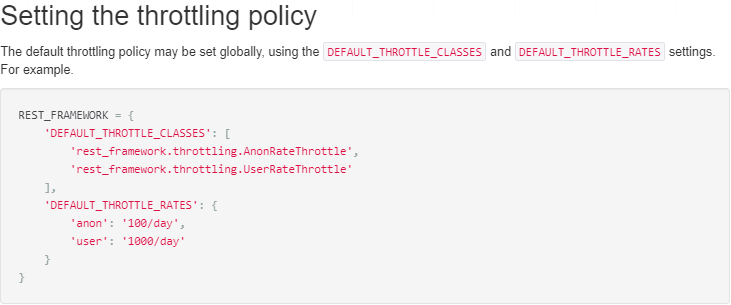 Setting the throttling policy
The default throttling policy may be set globally, using the DEFAULT_THROTTLE_CLASSES and DEFAULT_THROTTLE_RATES settings.
For example.
REST_FRAMEWORK = {
    'DEFAULT_THROTTLE_CLASSES': [
        'rest_framework.throttling.AnonRateThrottle',
        'rest_framework.throttling.UserRateThrottle'
    ],
    'DEFAULT_THROTTLE_RATES': {
        'anon': '100/day',
        'user': '1000/day'
    }
}